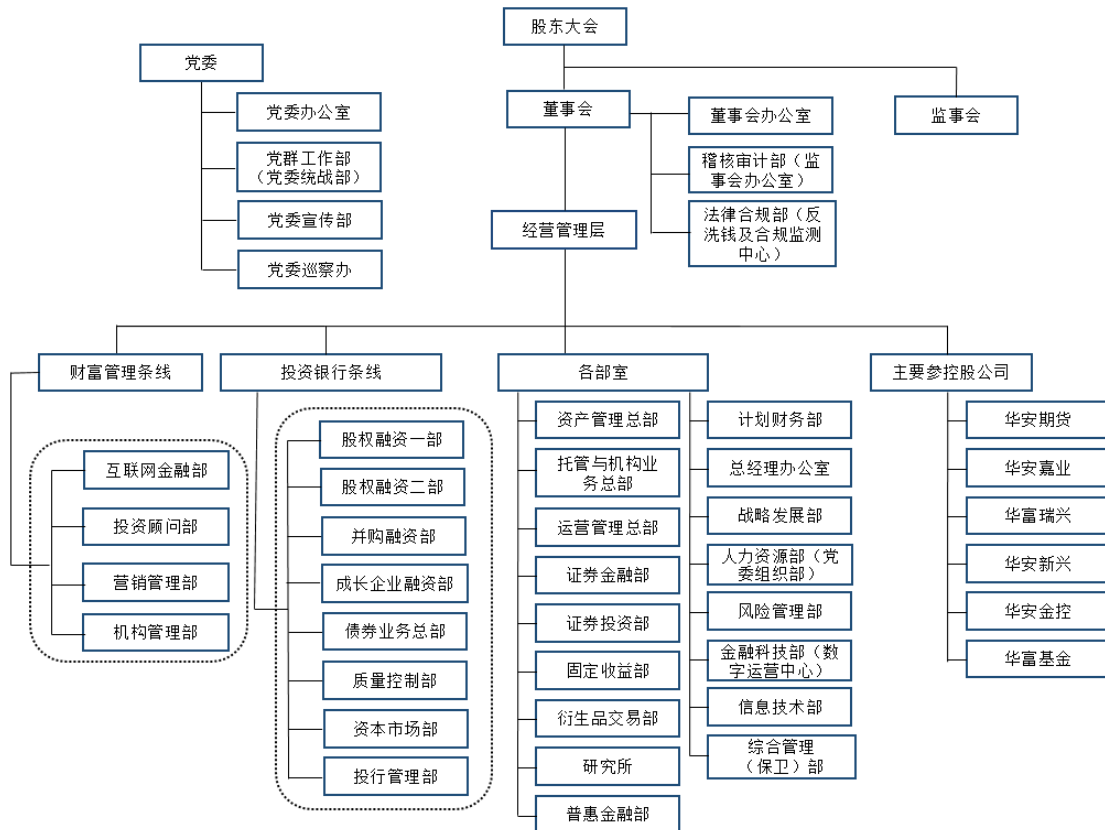 股东大会
党委
董事会
监事会
党委办公室
党群工作部
（党委统战部）
党委宣传部
党委巡察办
董事会办公室
稽核审计部（监
事会办公室）
法律合规部（反
洗钱及合规监测
中心）
经营管理层
财富管理条线
投资银行条线
各部室
主要参控股公司
互联网金融部
投资顾问部
营销管理部
机构管理部
股权融资一部
股权融资二部
并购融资部
成长企业融资部
债券业务总部
质量控制部
资本市场部
投行管理部
资产管理总部
托管与机构业
务总部
运营管理总部
证券金融部
证券投资部
固定收益部
衍生品交易部
研究所
普惠金融部
计划财务部
总经理办公室
战略发展部
人力资源部（党
委组织部）
风险管理部
金融科技部（数
字运营中心）
信息技术部
综合管理
（保卫）部
华安期货
华安嘉业
华富瑞兴
华安新兴
华安金控
华富基金